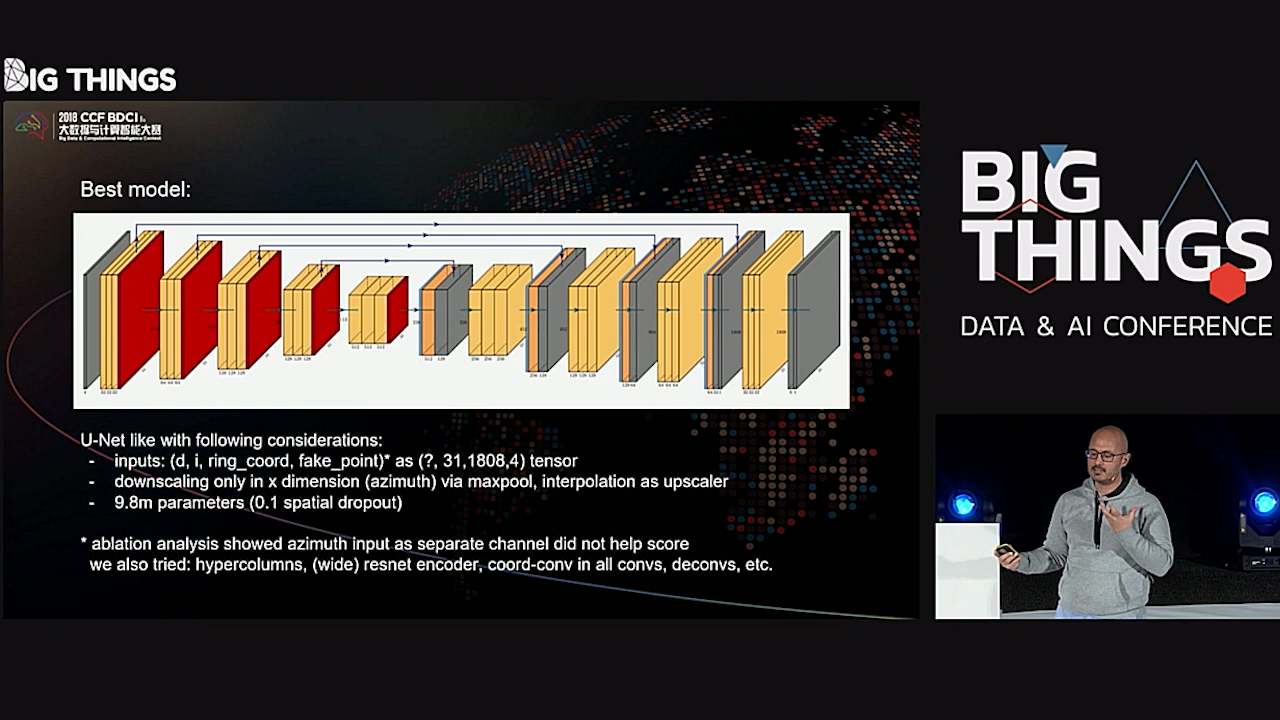 BIG THINGS
2018 CCF BDCI
大数据与计算智能大赛
Big Data & Computational Intelligence Contest
Best model:
U-Net like with following considerations:
- inputs: (d, i, ring_coord, fake_point)* as (?, 31,1808,4) tensor
- downscaling only in x dimension (azimuth) via maxpool, interpolation as upscaler
- 9.8m parameters (0.1 spatial dropout)
* ablation analysis showed azimuth input as separate channel did not help score
we also tried: hypercolumns, (wide) resnet encoder, coord-conv in all convs, deconvs, etc.
BIG
THINGS
DATA & AI CONFERENCE